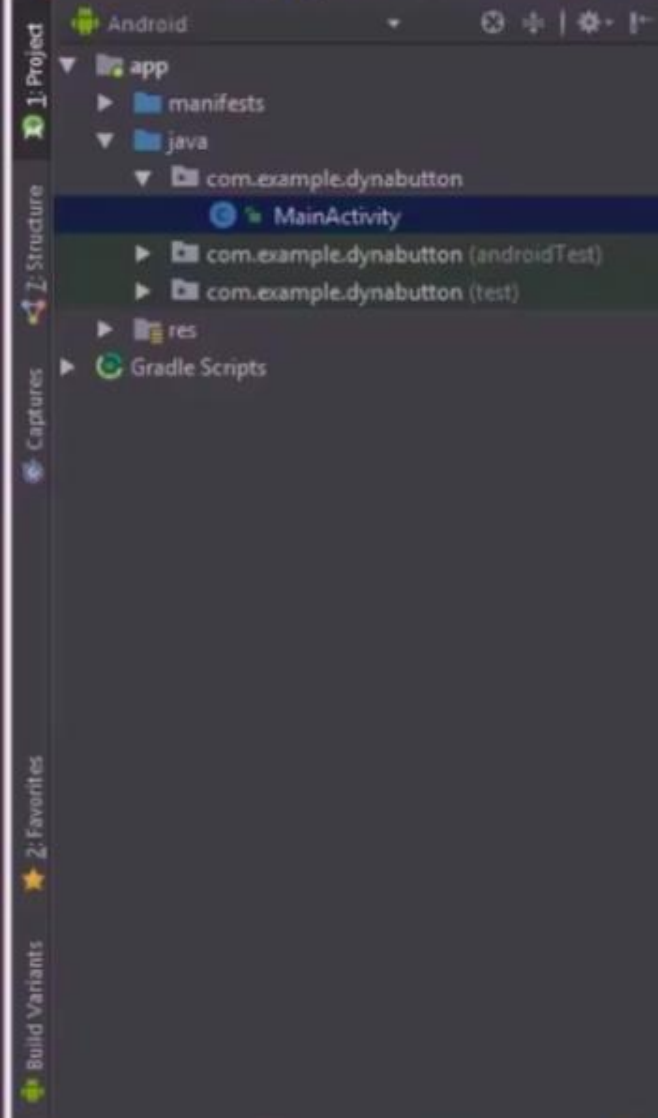 Android
app
manifests
java
com.example.dynabutton
MainActivity
com.example.dynabutton (androidTest)
com.example.dynabutton (test)
res
Gradle Scripts
1: Project
7: Structure
Captures
2: Favorites
Build Variants